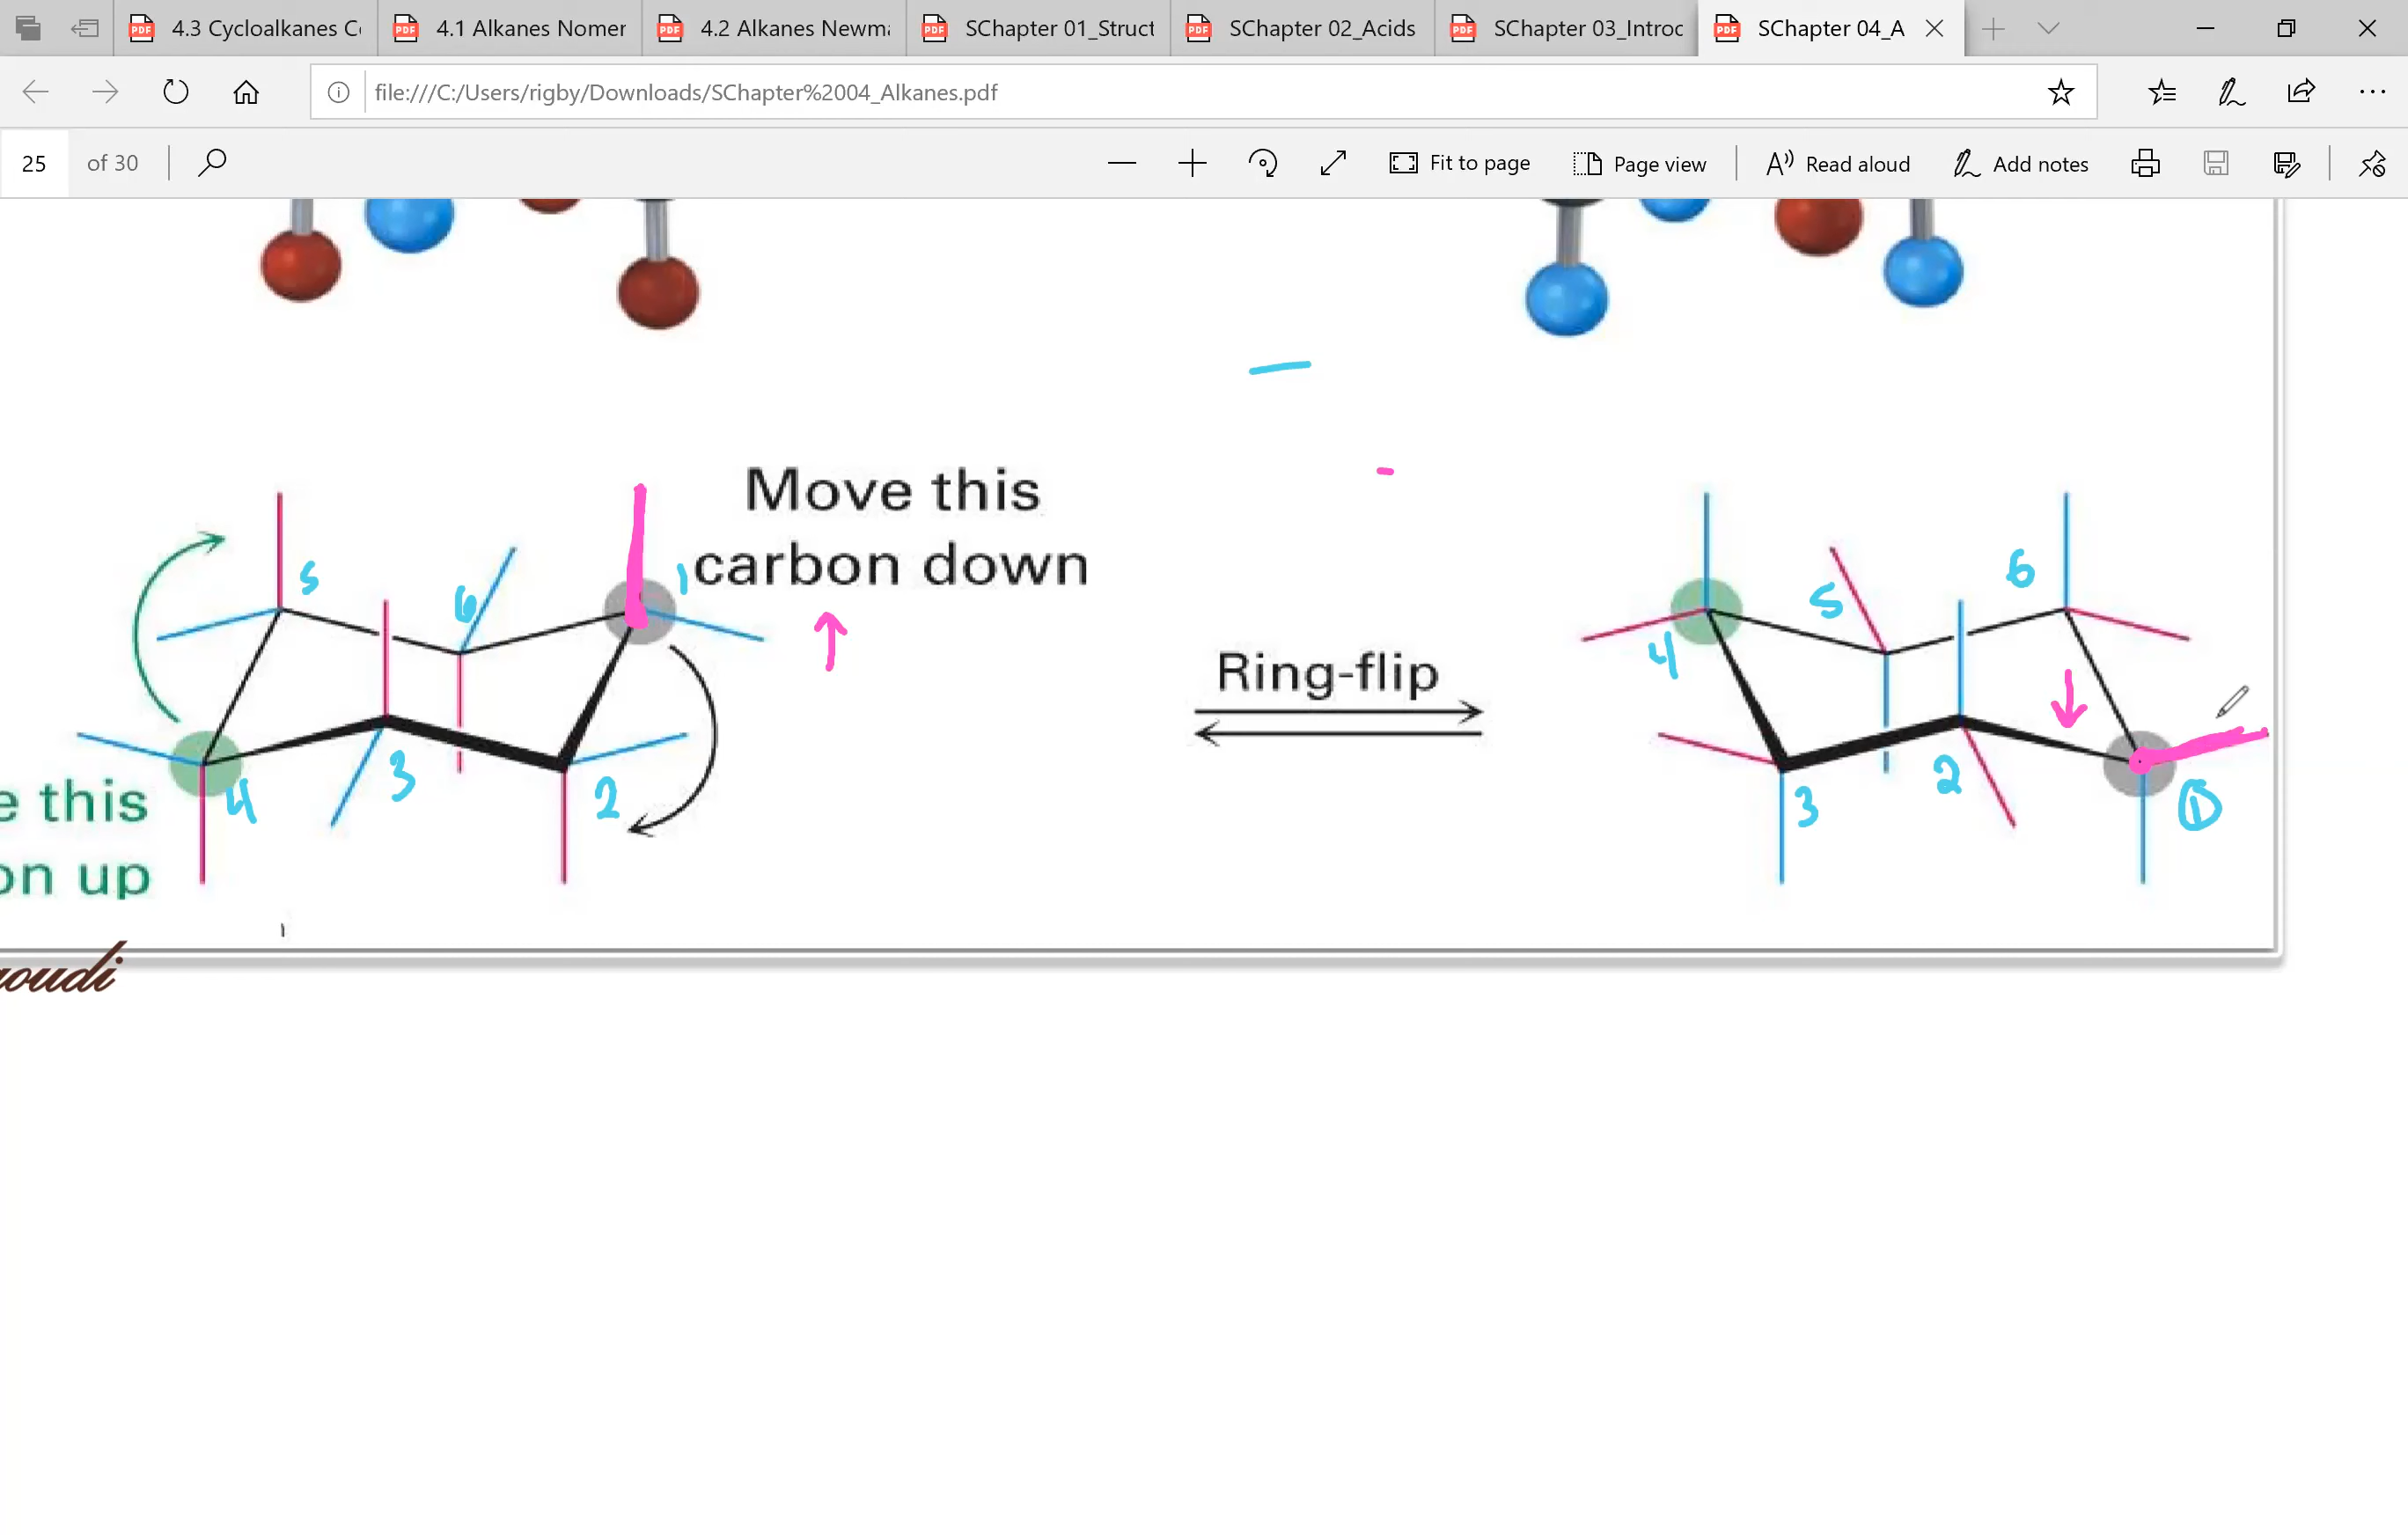 4.3 Cycloalkanes C
4.1 Alkanes Nomer
4.2 Alkanes Newm
SChapter 01_Struct
SChapter 02_Acids
SChapter 03_Introc
SChapter 04_A
file:///C:/Users/rigby/Downloads/SChapter%2004_Alkanes.pdf
25 of 30
Fit to page
Page view
Read aloud
Add notes
Move this
carbon down
5
6
1
4
3
2
e this
on up
Ring-flip
4
5
6
3
2
1
oudi